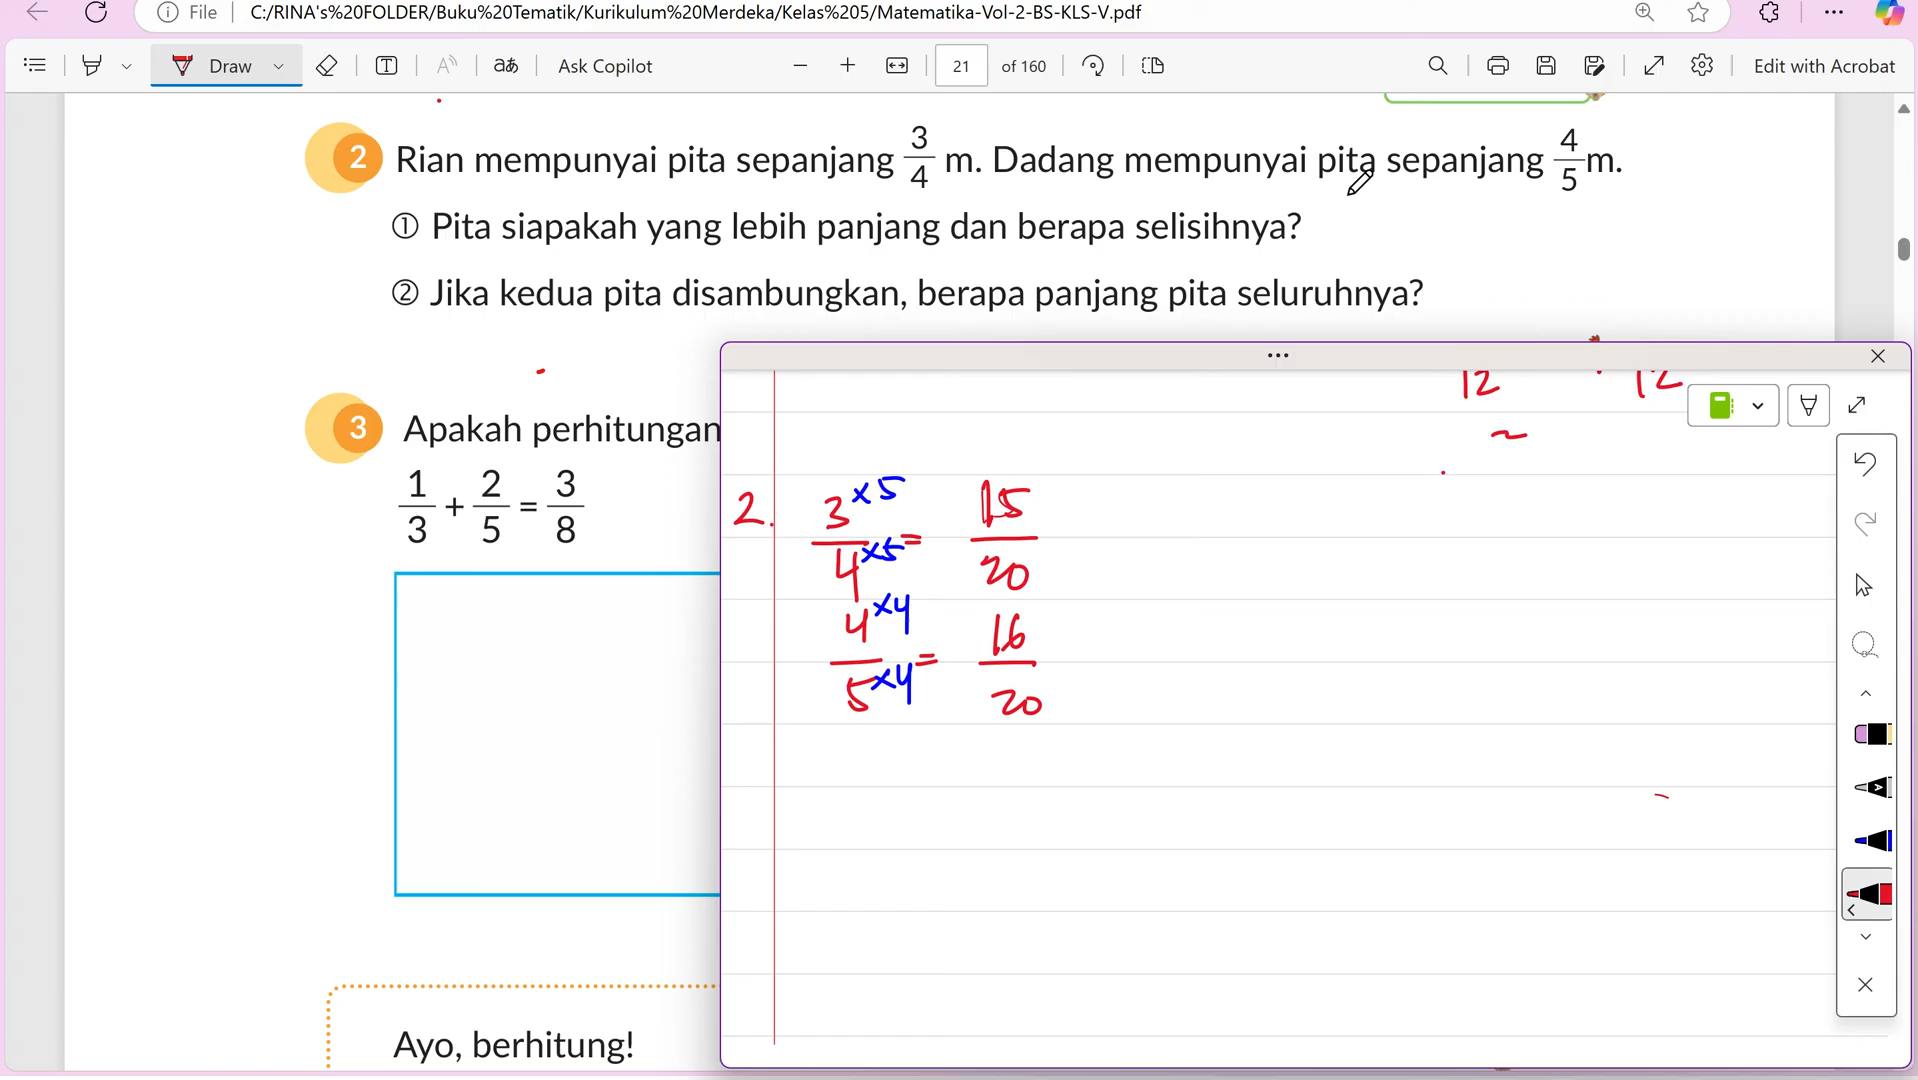 File C:/RINA's%20FOLDER/Buku%20Tematik/Kurikulum%20Merdeka/Kelas%205/Matematika-Vol-2-BS-KLS-V.pdf
Draw T aあ Ask Copilot 21 of 160 Edit with Acrobat
2 Rian mempunyai pita sepanjang 3/4 m. Dadang mempunyai pita sepanjang 4/5 m.
① Pita siapakah yang lebih panjang dan berapa selisihnya?
② Jika kedua pita disambungkan, berapa panjang pita seluruhnya?
3 Apakah perhitungan
1/3 + 2/5 = 3/8
Ayo, berhitung!
12 12
2. 3×5/4×5 = 15/20
4×4/5×4 = 16/20